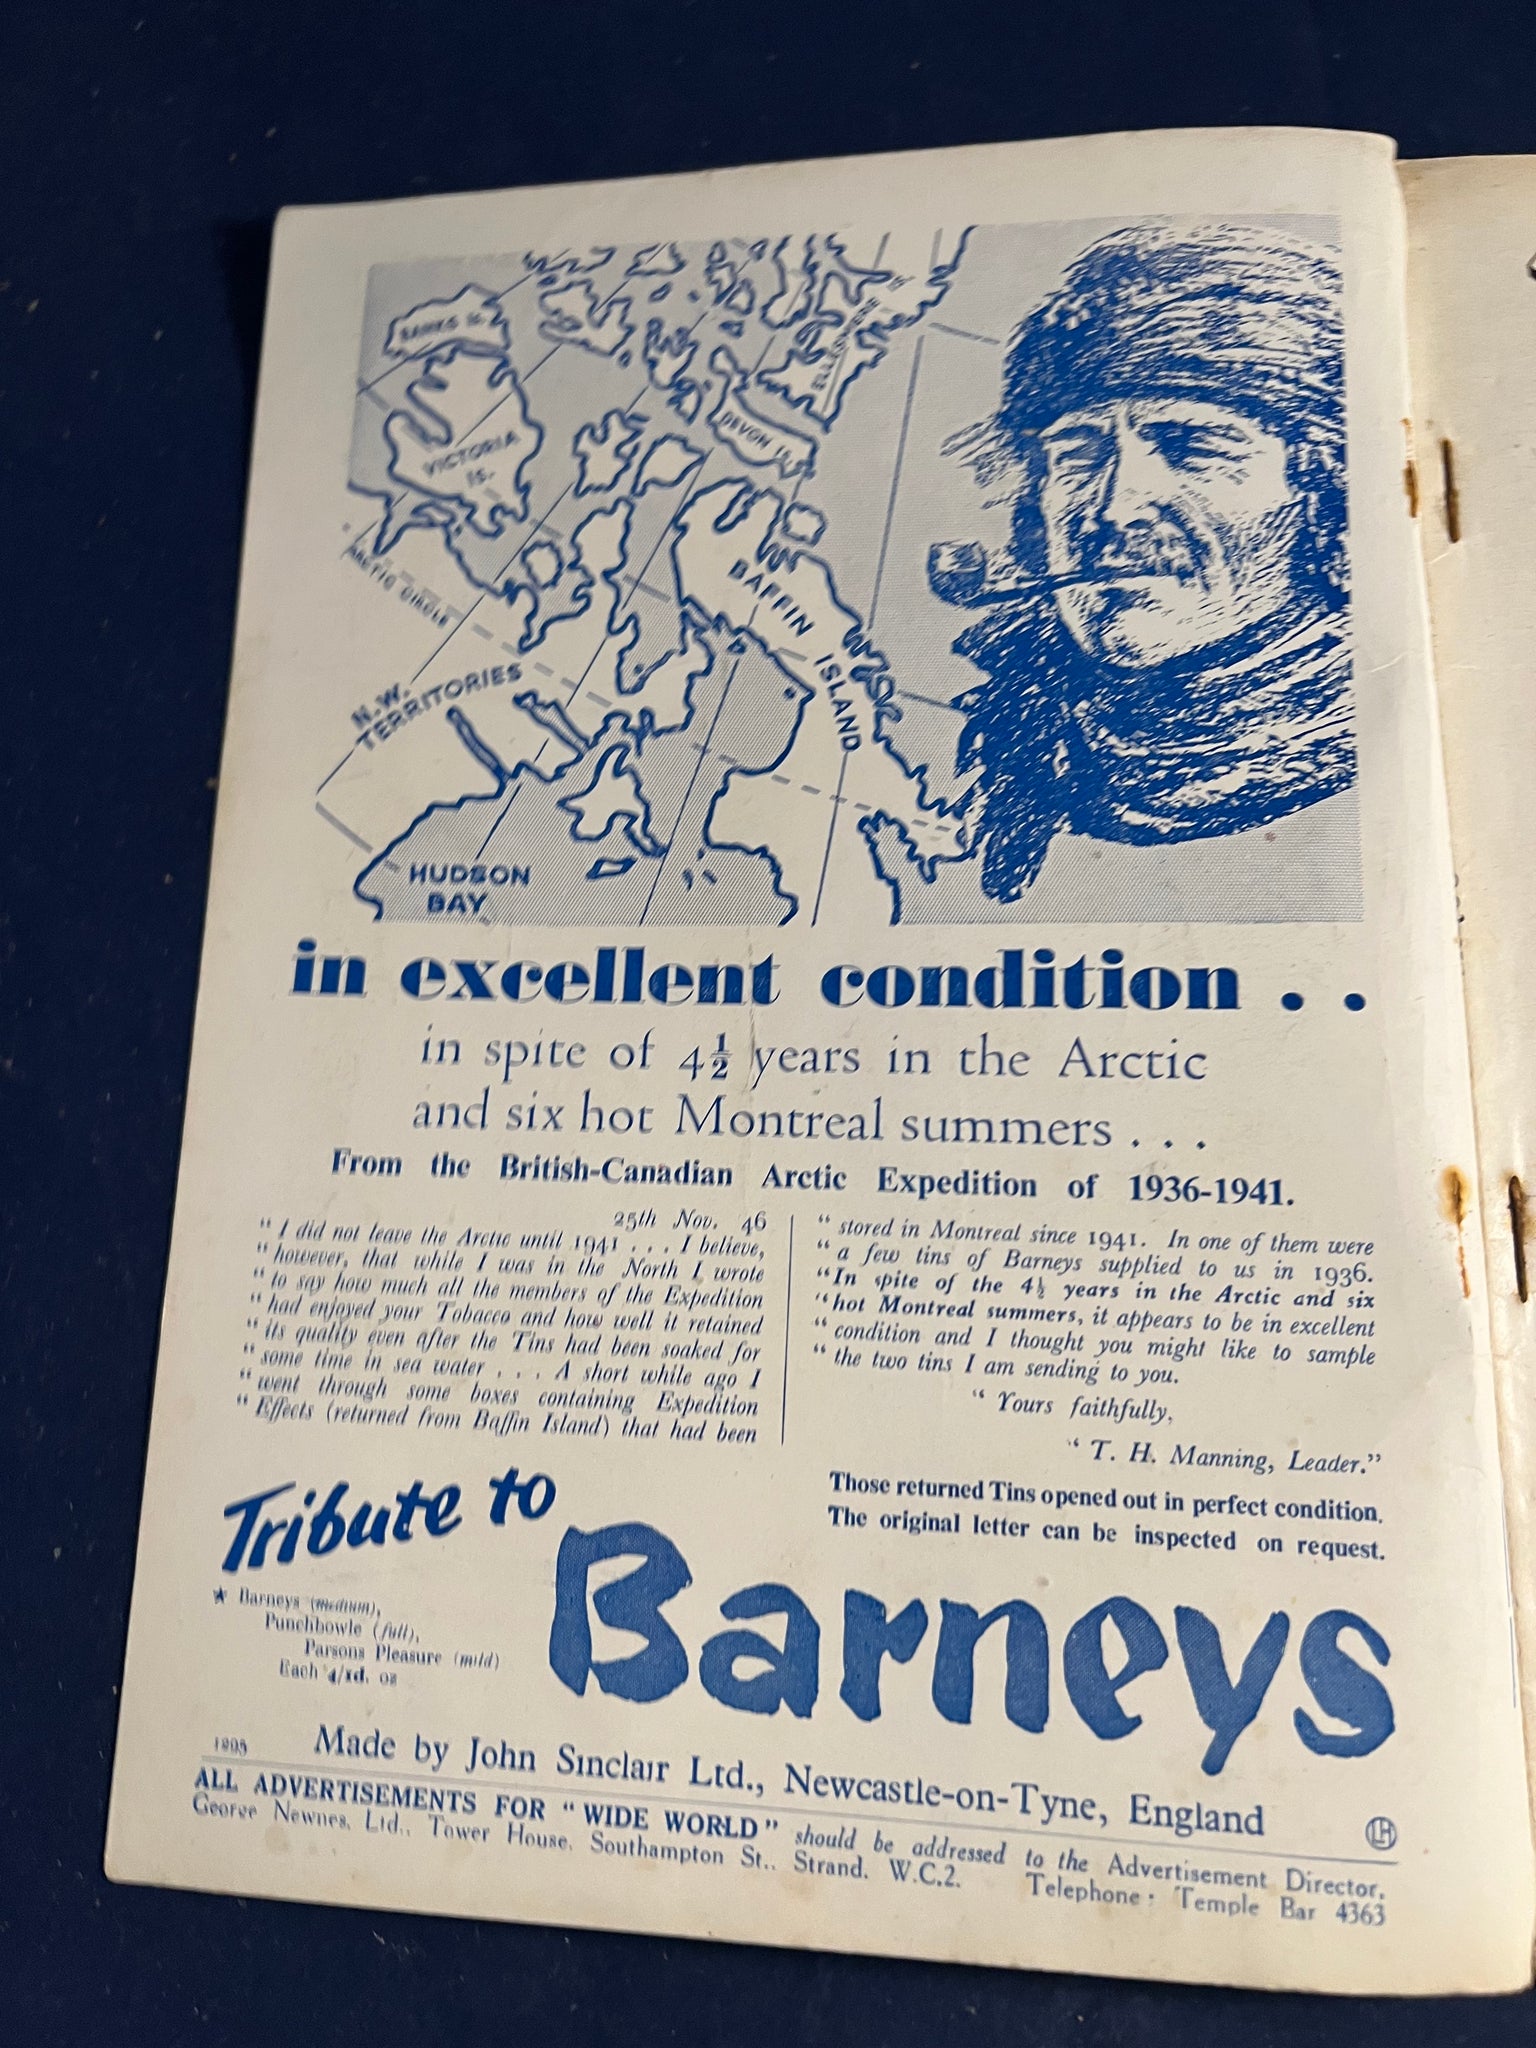 BANKS Is.
VICTORIA
Is.
ELLESMERE
DEVON Is.
ARCTIC CIRCLE
BAFFIN ISLAND
N.W.
TERRITORIES
HUDSON
BAY
in excellent condition . .
in spite of 4½ years in the Arctic
and six hot Montreal summers . . .
From the British-Canadian Arctic Expedition of 1936-1941.
25th Nov. 46
" I did not leave the Arctic until 1941 . . . I believe,
" however, that while I was in the North I wrote
" to say how much all the members of the Expedition
" had enjoyed your Tobacco and how well it retained
" its quality even after the Tins had been soaked for
" some time in sea water . . . A short while ago I
" went through some boxes containing Expedition
" Effects (returned from Baffin Island) that had been
" stored in Montreal since 1941. In one of them were
" a few tins of Barneys supplied to us in 1936.
" In spite of the 4½ years in the Arctic and six
" hot Montreal summers, it appears to be in excellent
" condition and I thought you might like to sample
" the two tins I am sending to you.
" Yours faithfully,
" T. H. Manning, Leader."
Those returned Tins opened out in perfect condition.
The original letter can be inspected on request.
Tribute to
Barneys
★ Barneys (medium),
Punchbowle (full),
Parsons Pleasure (mild)
Each 4/1d. oz
Made by John Sinclair Ltd., Newcastle-on-Tyne, England
LH
ALL ADVERTISEMENTS FOR "WIDE WORLD" should be addressed to the Advertisement Director,
George Newnes, Ltd., Tower House, Southampton St., Strand, W.C.2. Telephone: Temple Bar 4363